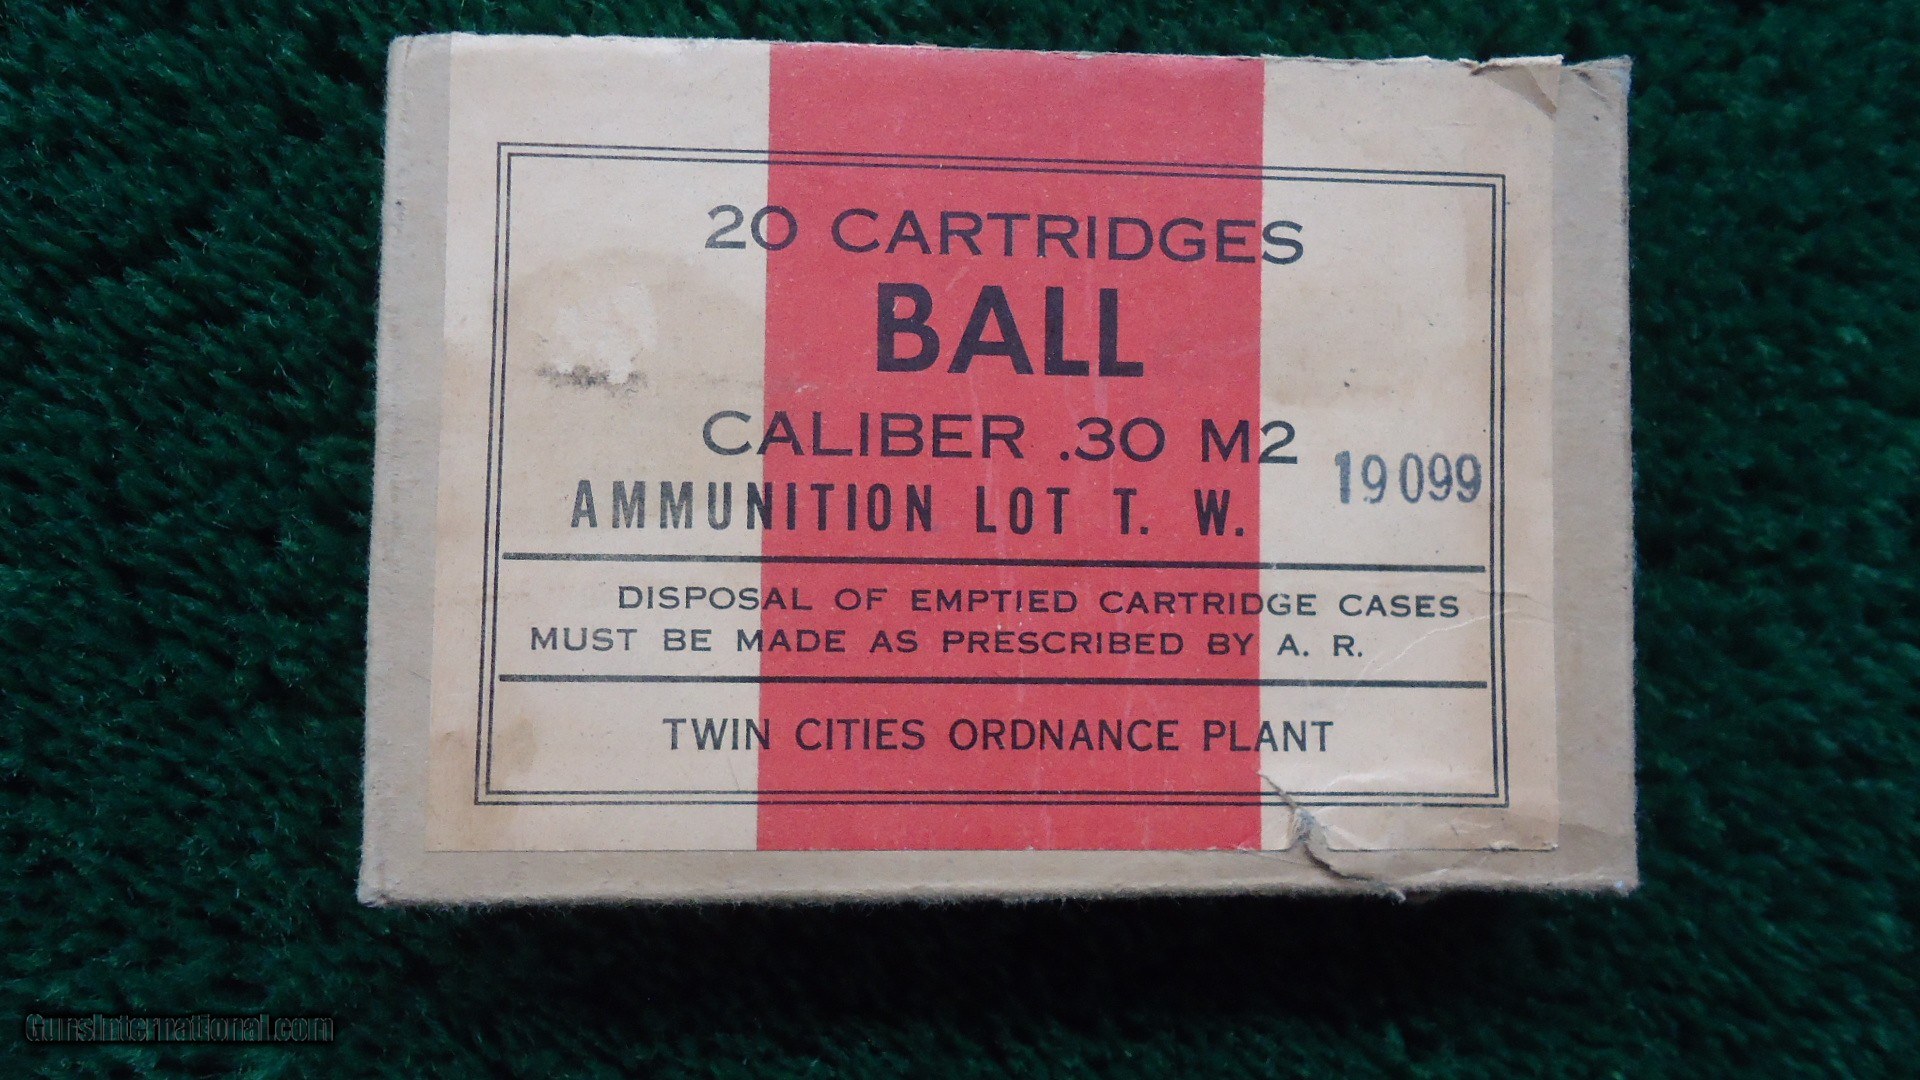 20 CARTRIDGES
BALL
CALIBER .30 M2
AMMUNITION LOT T. W. 19099
DISPOSAL OF EMPTIED CARTRIDGE CASES
MUST BE MADE AS PRESCRIBED BY A. R.
TWIN CITIES ORDNANCE PLANT
GunsInternational.com